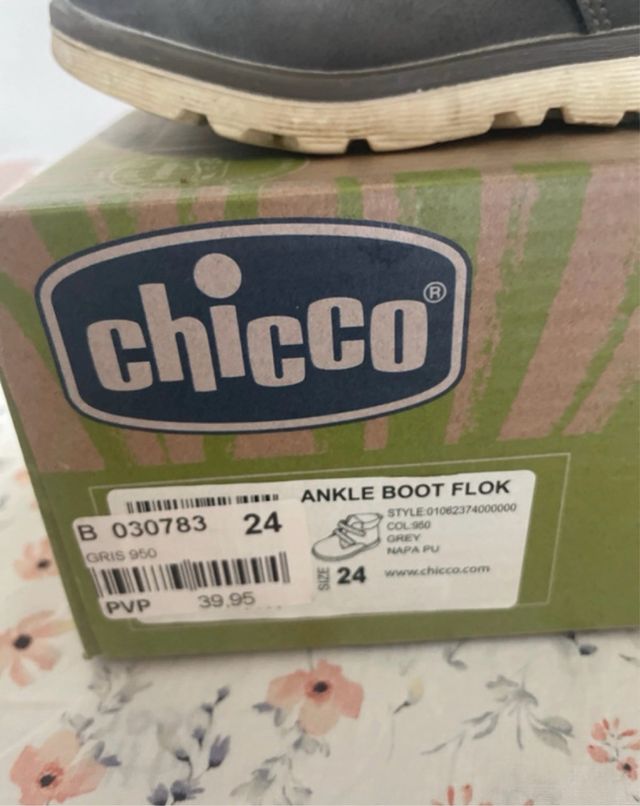 chicco®
ANKLE BOOT FLOK
STYLE:01062374000000
COL:950
GREY
NAPA PU
SIZE 24 www.chicco.com
B 030783 24
GRIS 950
PVP 39,95